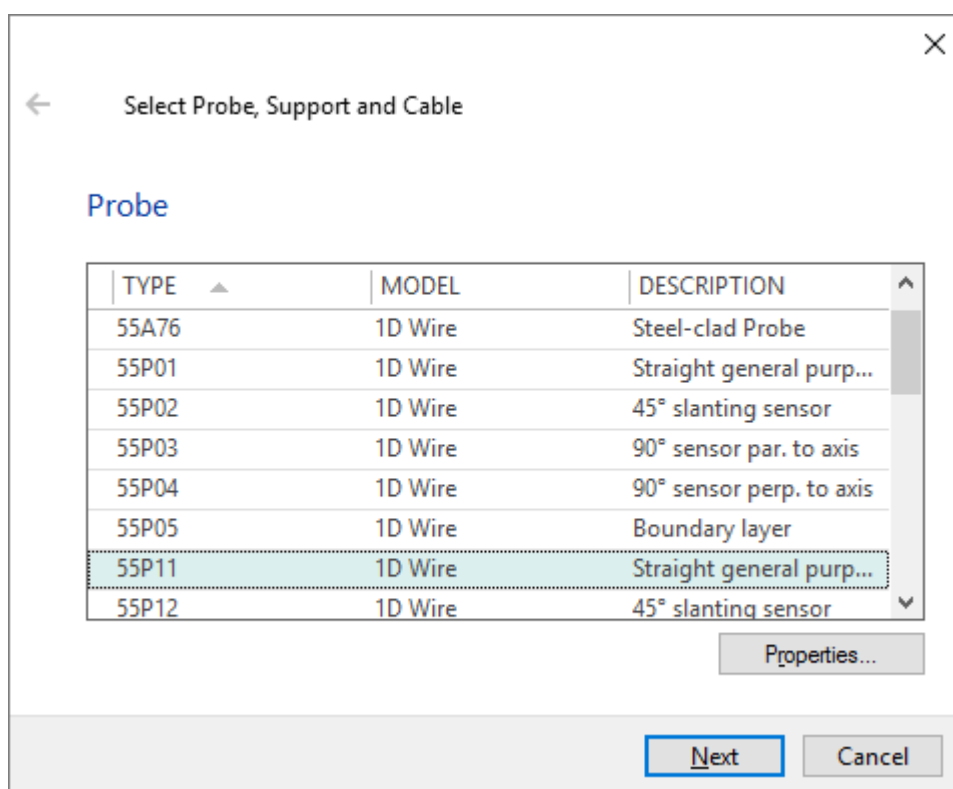 Select Probe, Support and Cable
Probe
TYPE MODEL DESCRIPTION
55A76 1D Wire Steel-clad Probe
55P01 1D Wire Straight general purp...
55P02 1D Wire 45° slanting sensor
55P03 1D Wire 90° sensor par. to axis
55P04 1D Wire 90° sensor perp. to axis
55P05 1D Wire Boundary layer
55P11 1D Wire Straight general purp...
55P12 1D Wire 45° slanting sensor
Properties...
Next Cancel